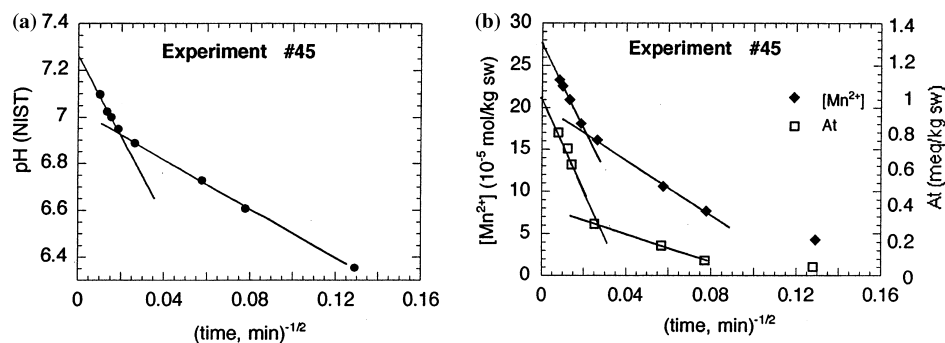 (a)
Experiment #45
7.4
7.2
7
6.8
6.6
6.4
pH (NIST)
0 0.04 0.08 0.12 0.16
(time, min)-1/2
(b)
Experiment #45
30
25
20
15
10
5
0
[Mn2+] (10-5 mol/kg sw)
[Mn2+]
At
1.4
1.2
1
0.8
0.6
0.4
0.2
0
At (meq/kg sw)
0 0.04 0.08 0.12 0.16
(time, min)-1/2